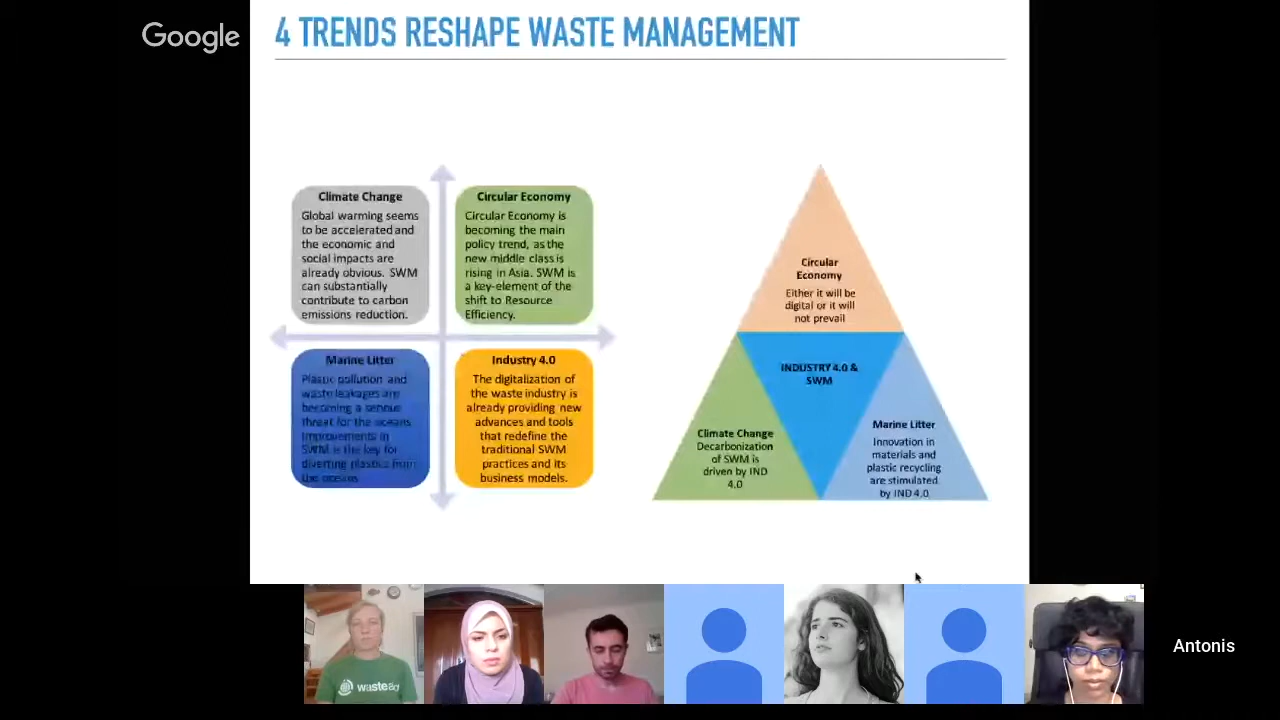 Google
4 TRENDS RESHAPE WASTE MANAGEMENT
Climate Change
Global warming seems
to be accelerated and
the economic and
social impacts are
already obvious. SWM
can substantially
contribute to carbon
emissions reduction.
Circular Economy
Circular Economy is
becoming the main
policy trend, as the
new middle class is
rising in Asia. SWM is
a key-element of the
shift to Resource
Efficiency.
Marine Litter
Plastic pollution and
waste leakages are
becoming a serious
threat for the oceans
Improvements in
SWM is the key for
diverting plastics from
the oceans
Industry 4.0
The digitalization of
the waste industry is
already providing new
advances and tools
that redefine the
traditional SWM
practices and its
business models.
Circular
Economy
Either it will be
digital or it will
not prevail
INDUSTRY 4.0 &
SWM
Climate Change
Decarbonization
of SWM is
driven by IND
4.0
Marine Litter
Innovation in
materials and
plastic recycling
are stimulated
by IND 4.0
Antonis